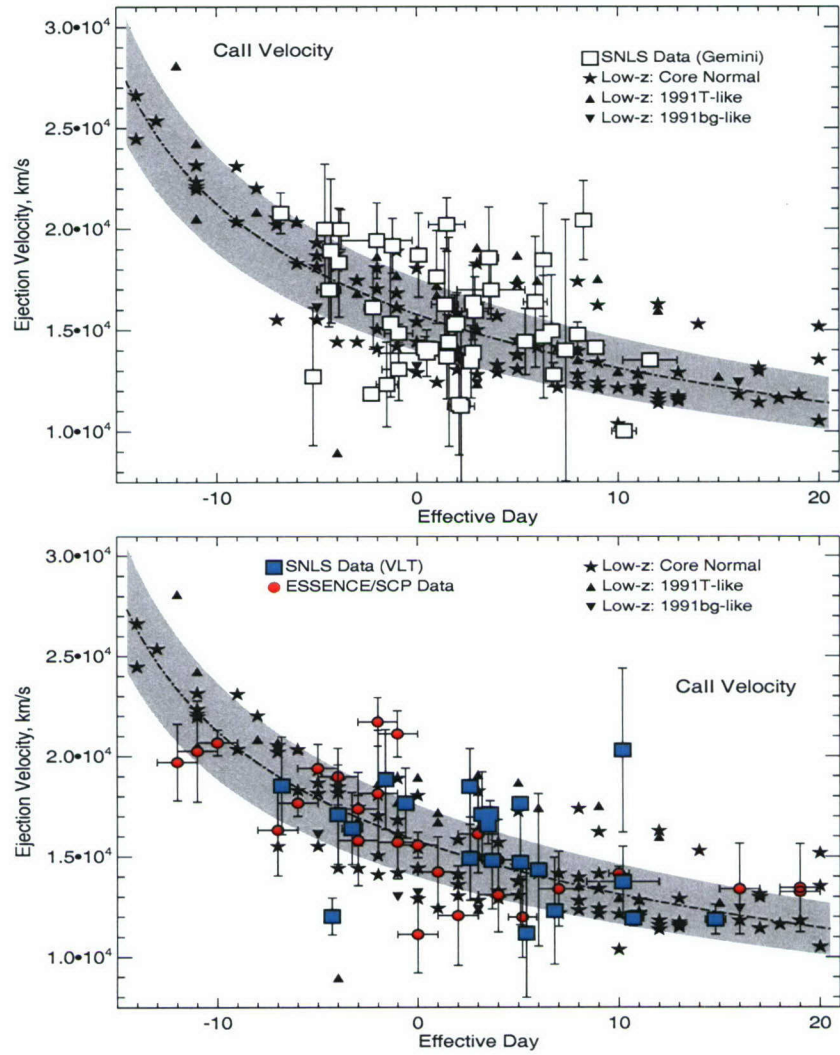 3.0•10⁴
CaII Velocity
SNLS Data (Gemini)
Low-z: Core Normal
Low-z: 1991T-like
Low-z: 1991bg-like
2.5•10⁴
2.0•10⁴
1.5•10⁴
1.0•10⁴
Ejection Velocity, km/s
-10 0 10 20
Effective Day
3.0•10⁴
SNLS Data (VLT)
ESSENCE/SCP Data
Low-z: Core Normal
Low-z: 1991T-like
Low-z: 1991bg-like
CaII Velocity
2.5•10⁴
2.0•10⁴
1.5•10⁴
1.0•10⁴
Ejection Velocity, km/s
-10 0 10 20
Effective Day